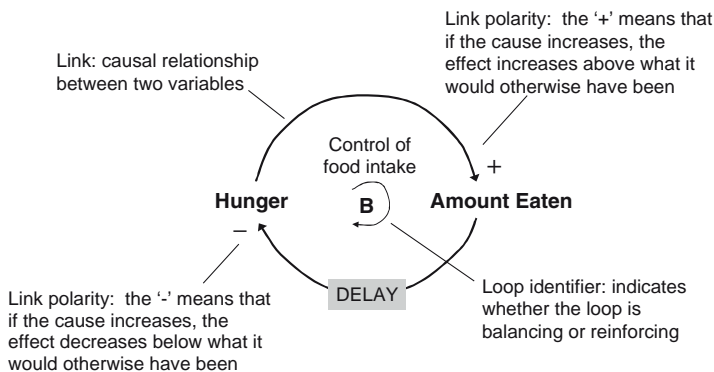 Link polarity: the ‘+’ means that
if the cause increases, the
effect increases above what it
would otherwise have been
Link: causal relationship
between two variables
Control of
food intake
+
Hunger
B
Amount Eaten
–
DELAY
Loop identifier: indicates
whether the loop is
balancing or reinforcing
Link polarity: the ‘-’ means that
if the cause increases, the
effect decreases below what it
would otherwise have been